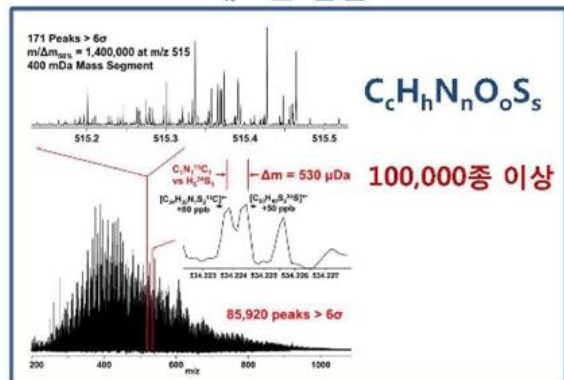 171 Peaks > 6σ
m/Δm₅₀% = 1,400,000 at m/z 515
400 mDa Mass Segment
515.2 515.3 515.4 515.5
CcHhNnOoSs
100,000종 이상
C₁N₁¹³C₁
vs H₅³⁴S₁
Δm = 530 μDa
+80 ppb
+50 ppb
534.223 534.224 534.225 534.226 534.227
85,920 peaks > 6σ
200 400 600 800 1000
m/z